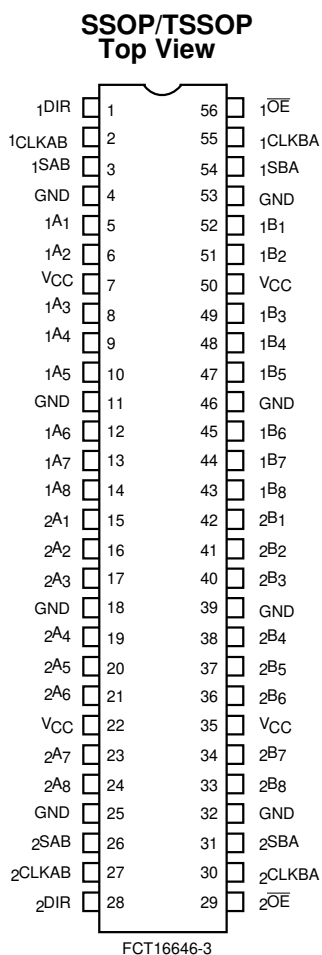 SSOP/TSSOP
Top View
1DIR 1 56 1OE
1CLKAB 2 55 1CLKBA
1SAB 3 54 1SBA
GND 4 53 GND
1A1 5 52 1B1
1A2 6 51 1B2
VCC 7 50 VCC
1A3 8 49 1B3
1A4 9 48 1B4
1A5 10 47 1B5
GND 11 46 GND
1A6 12 45 1B6
1A7 13 44 1B7
1A8 14 43 1B8
2A1 15 42 2B1
2A2 16 41 2B2
2A3 17 40 2B3
GND 18 39 GND
2A4 19 38 2B4
2A5 20 37 2B5
2A6 21 36 2B6
VCC 22 35 VCC
2A7 23 34 2B7
2A8 24 33 2B8
GND 25 32 GND
2SAB 26 31 2SBA
2CLKAB 27 30 2CLKBA
2DIR 28 29 2OE
FCT16646-3